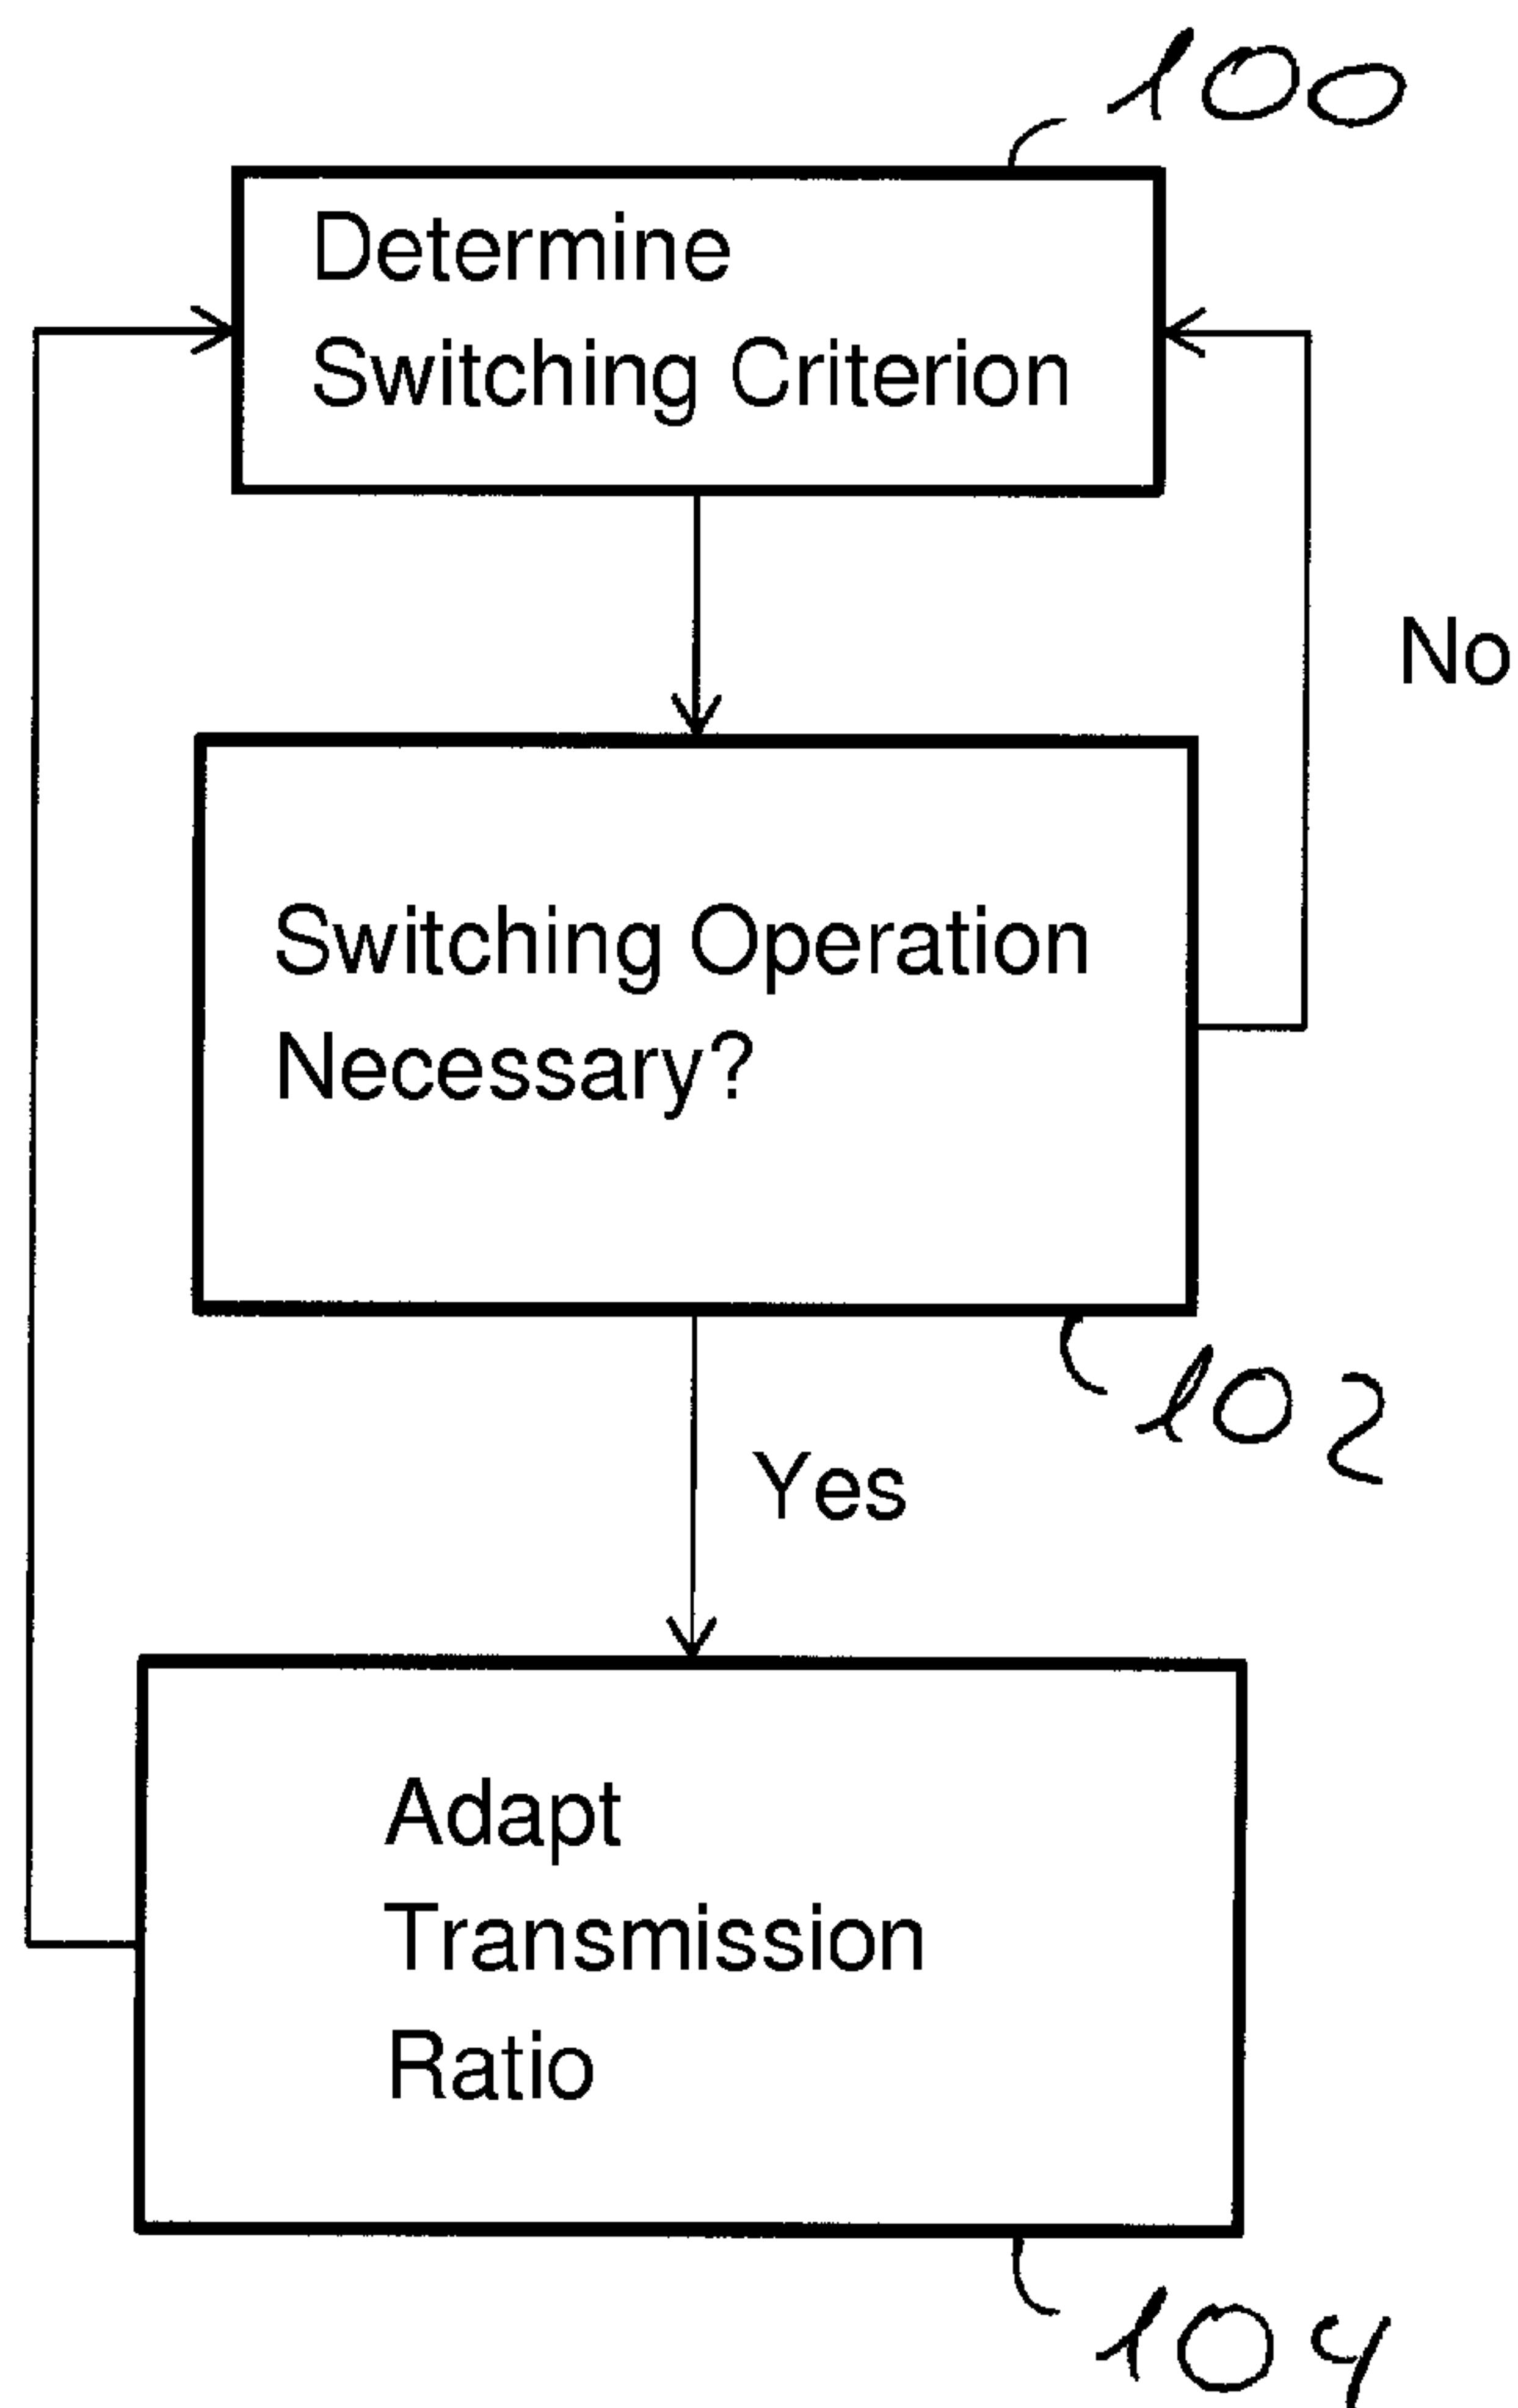 100
Determine
Switching Criterion
No
Switching Operation
Necessary?
102
Yes
Adapt
Transmission
Ratio
104